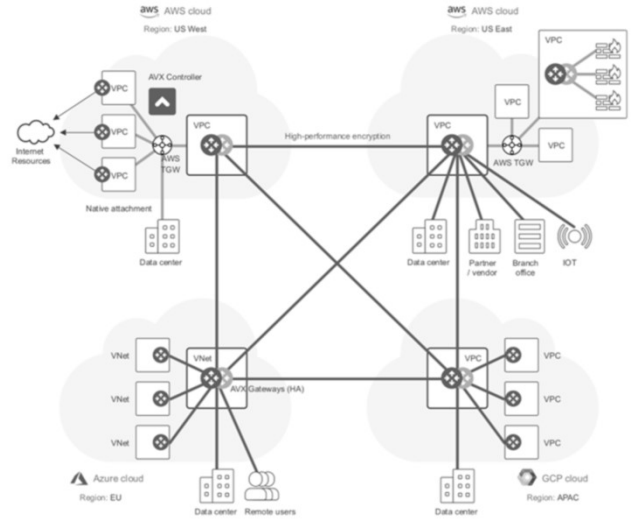 aws AWS cloud
Region: US West
aws AWS cloud
Region: US East
AVX Controller
VPC
VPC
VPC
VPC
Internet
Resources
AWS
TGW
Native attachment
Data center
High-performance encryption
VPC
VPC
VPC
VPC
AWS TGW
Data center
Partner
/ vendor
Branch
office
IOT
VNet
VNet
VNet
VNet
AVX Gateways (HA)
VPC
VPC
VPC
VPC
Azure cloud
Region: EU
Data center
Remote users
Data center
GCP cloud
Region: APAC